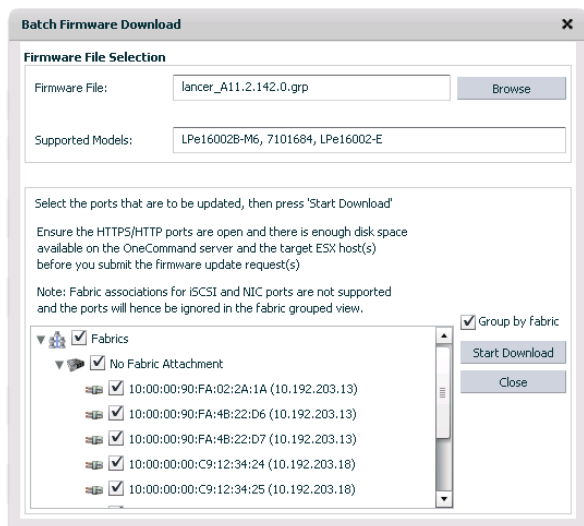 Batch Firmware Download
Firmware File Selection
Firmware File:
lancer_A11.2.142.0.grp
Browse
Supported Models:
LPe16002B-M6, 7101684, LPe16002-E
Select the ports that are to be updated, then press 'Start Download'
Ensure the HTTPS/HTTP ports are open and there is enough disk space
available on the OneCommand server and the target ESX host(s)
before you submit the firmware update request(s)
Note: Fabric associations for iSCSI and NIC ports are not supported
and the ports will hence be ignored in the fabric grouped view.
Group by fabric
Start Download
Close
Fabrics
No Fabric Attachment
10:00:00:90:FA:02:2A:1A (10.192.203.13)
10:00:00:90:FA:4B:22:D6 (10.192.203.13)
10:00:00:90:FA:4B:22:D7 (10.192.203.13)
10:00:00:00:C9:12:34:24 (10.192.203.18)
10:00:00:00:C9:12:34:25 (10.192.203.18)